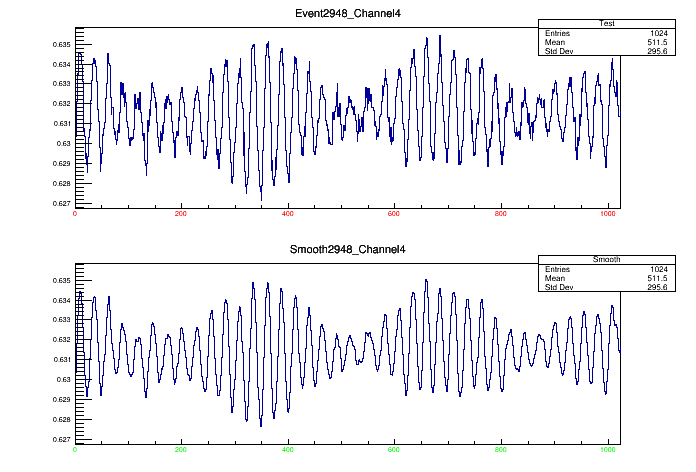 Event2948_Channel4
Test
Entries 1024
Mean 511.5
Std Dev 295.6
0.635
0.634
0.633
0.632
0.631
0.63
0.629
0.628
0.627
0 200 400 600 800 1000
Smooth2948_Channel4
Smooth
Entries 1024
Mean 511.5
Std Dev 295.6
0.635
0.634
0.633
0.632
0.631
0.63
0.629
0.628
0.627
0 200 400 600 800 1000